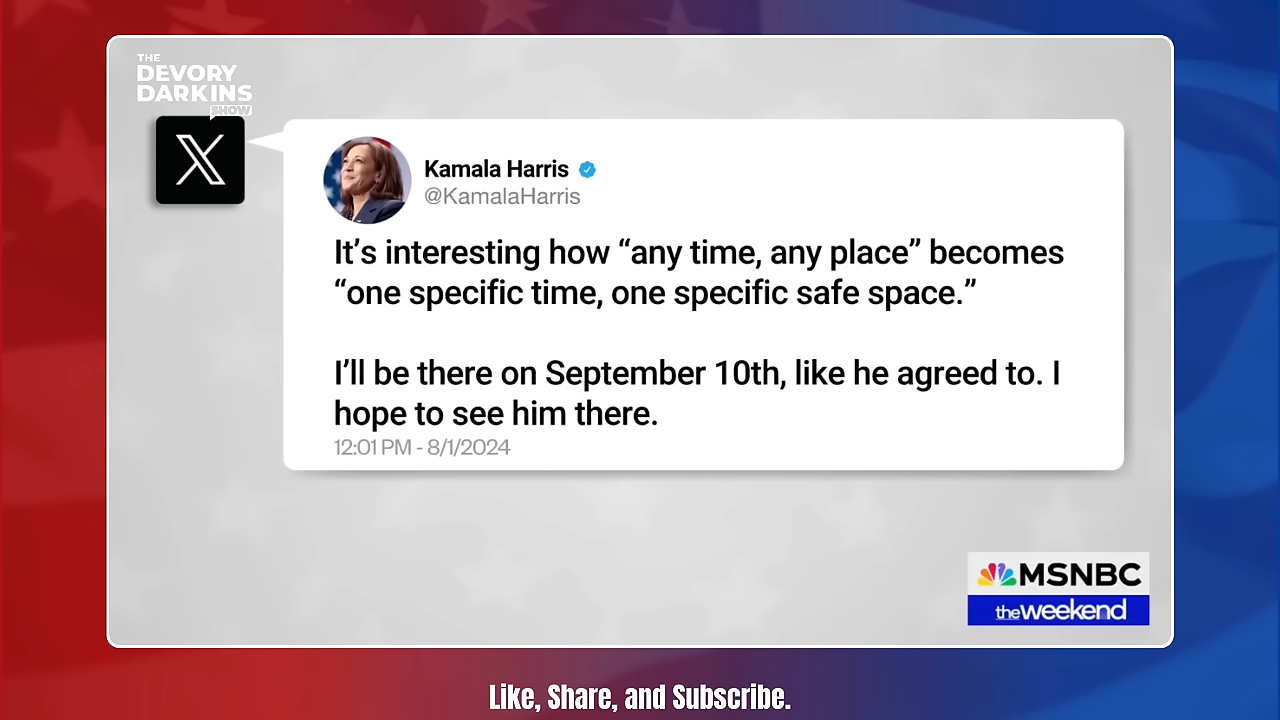 THE
DEVORY
DARKINS
SHOW
X
Kamala Harris
@KamalaHarris
It’s interesting how “any time, any place” becomes
“one specific time, one specific safe space.”
I’ll be there on September 10th, like he agreed to. I
hope to see him there.
12:01 PM - 8/1/2024
MSNBC
theweekend
Like, Share, and Subscribe.